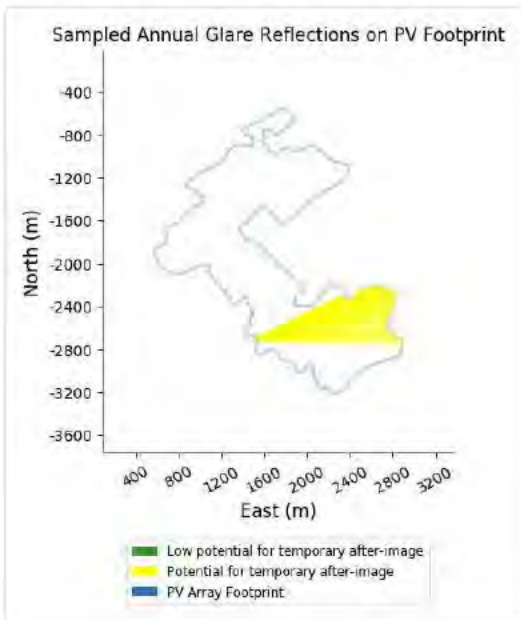 Sampled Annual Glare Reflections on PV Footprint
North (m)
-400
-800
-1200
-1600
-2000
-2400
-2800
-3200
-3600
400 800 1200 1600 2000 2400 2800 3200
East (m)
Low potential for temporary after-image
Potential for temporary after-image
PV Array Footprint